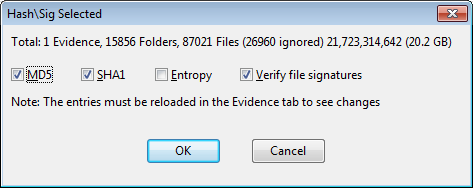 Hash\Sig Selected
Total: 1 Evidence, 15856 Folders, 87021 Files (26960 ignored) 21,723,314,642 (20.2 GB)
MD5 SHA1 Entropy Verify file signatures
Note: The entries must be reloaded in the Evidence tab to see changes
OK Cancel